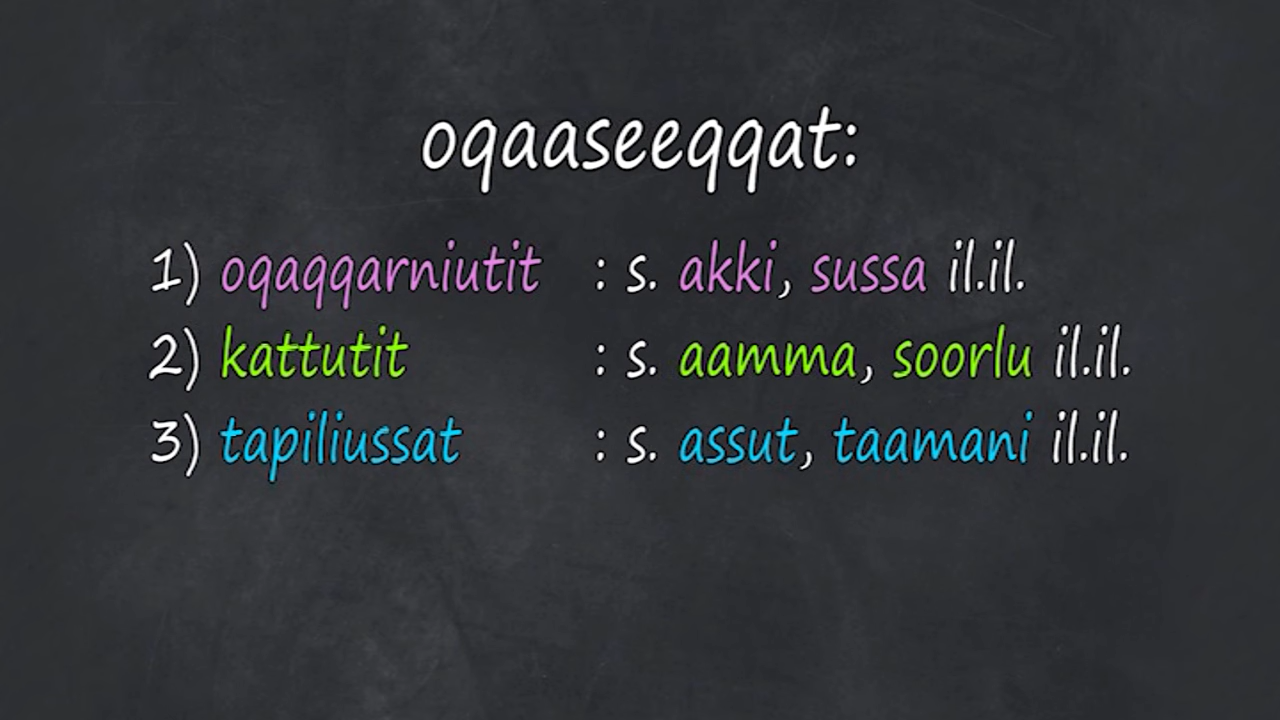 oqaaseeqqat:
1) oqaqqarniutit : s. akki, sussa il.il.
2) kattutit : s. aamma, soorlu il.il.
3) tapiliussat : s. assut, taamani il.il.